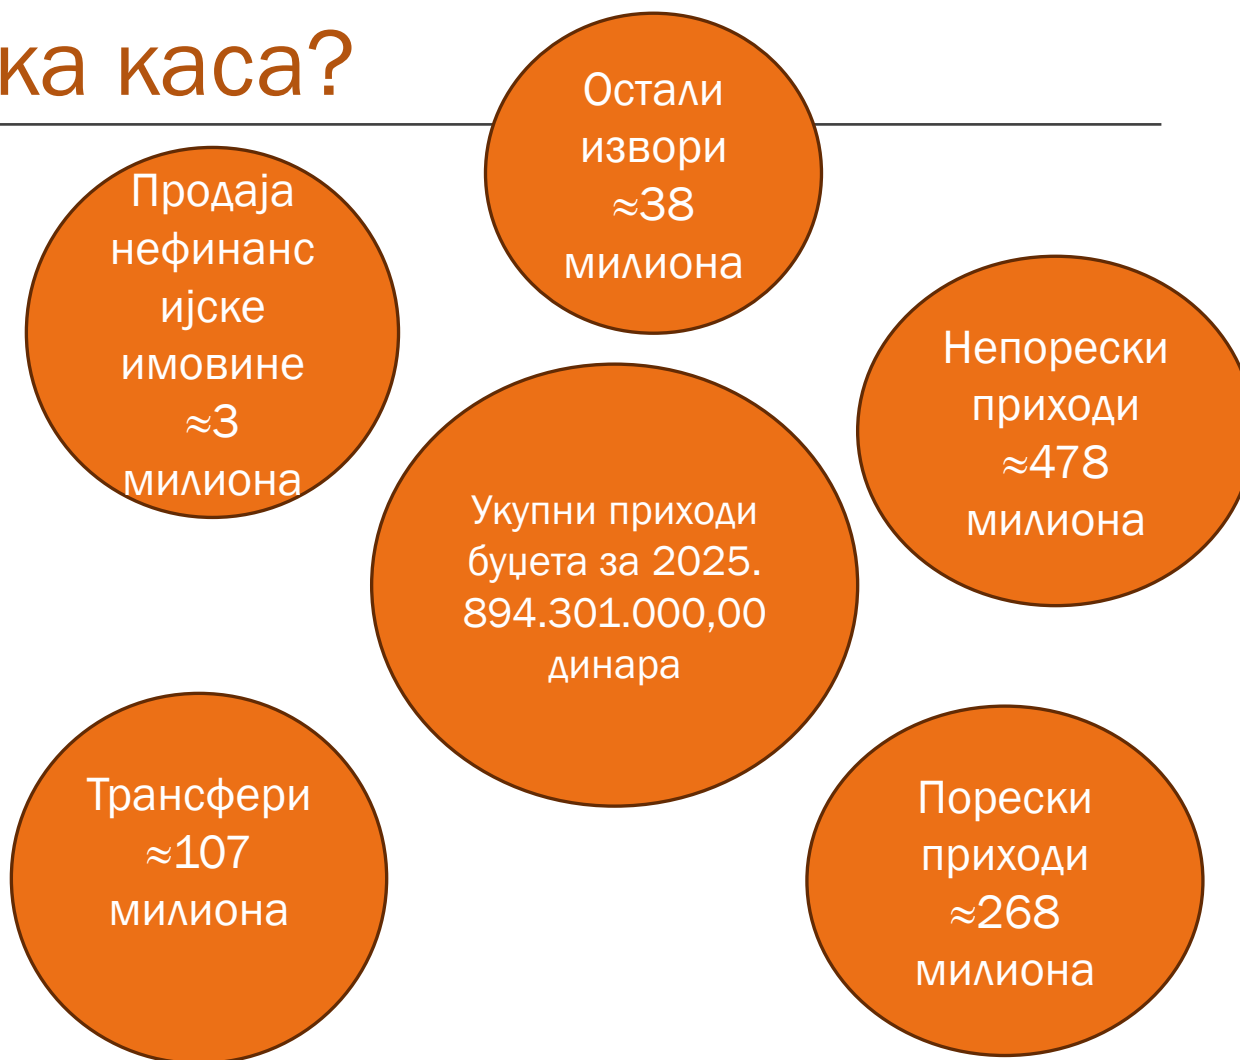 ка каса?
Остали
извори
≈38
милиона
Продаја
нефинанс
ијске
имовине
≈3
милиона
Непорески
приходи
≈478
милиона
Укупни приходи
буџета за 2025.
894.301.000,00
динара
Трансфери
≈107
милиона
Порески
приходи
≈268
милиона